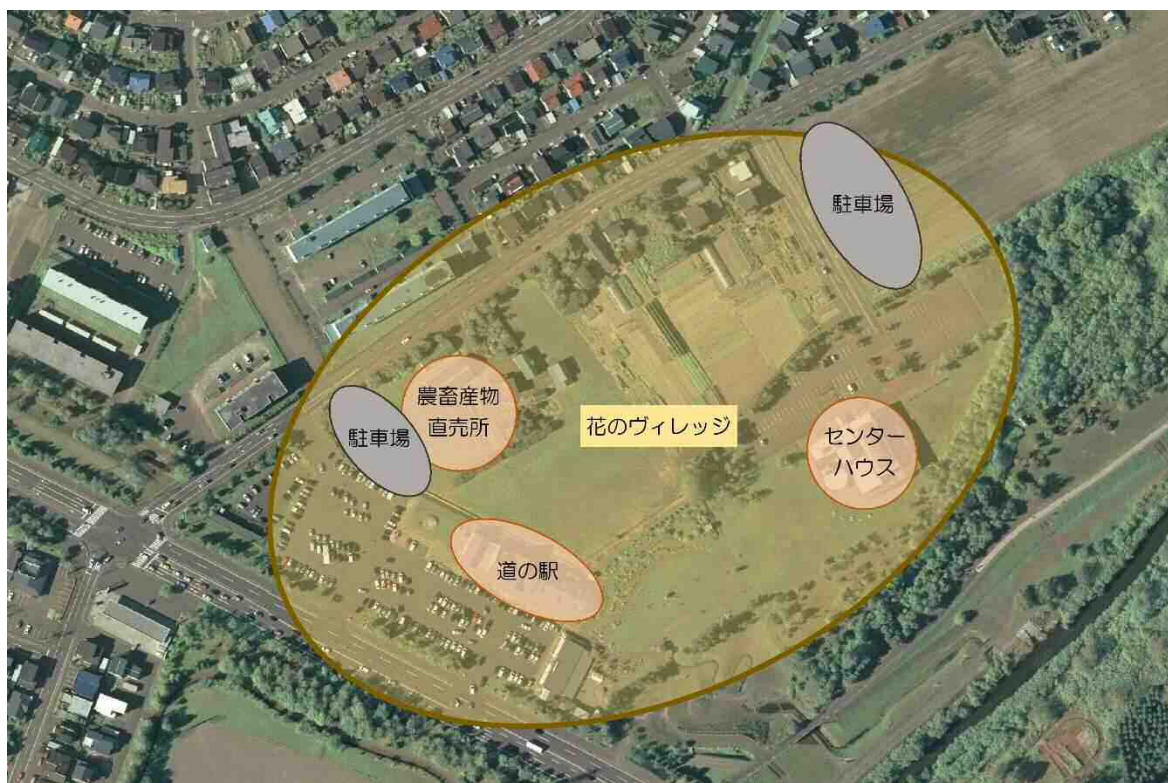 駐車場
農畜産物
直売所
駐車場
花のヴィレッジ
センター
ハウス
道の駅